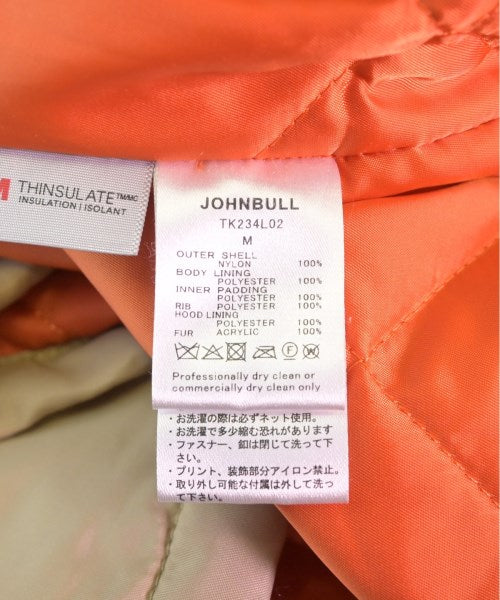 M THINSULATE™/MC
INSULATION | ISOLANT
JOHNBULL
TK234L02
M
OUTER SHELL
NYLON 100%
BODY LINING
POLYESTER 100%
INNER PADDING
POLYESTER 100%
RIB POLYESTER 100%
HOOD LINING
POLYESTER 100%
FUR ACRYLIC 100%
Professionally dry clean or
commercially dry clean only
・お洗濯の際は必ずネット使用。
・お洗濯で多少縮む恐れがあります
・ファスナー、釦は閉じて洗って下
さい。
・プリント、装飾部分アイロン禁止。
・取り外し可能な付属は外して洗っ
て下さい。